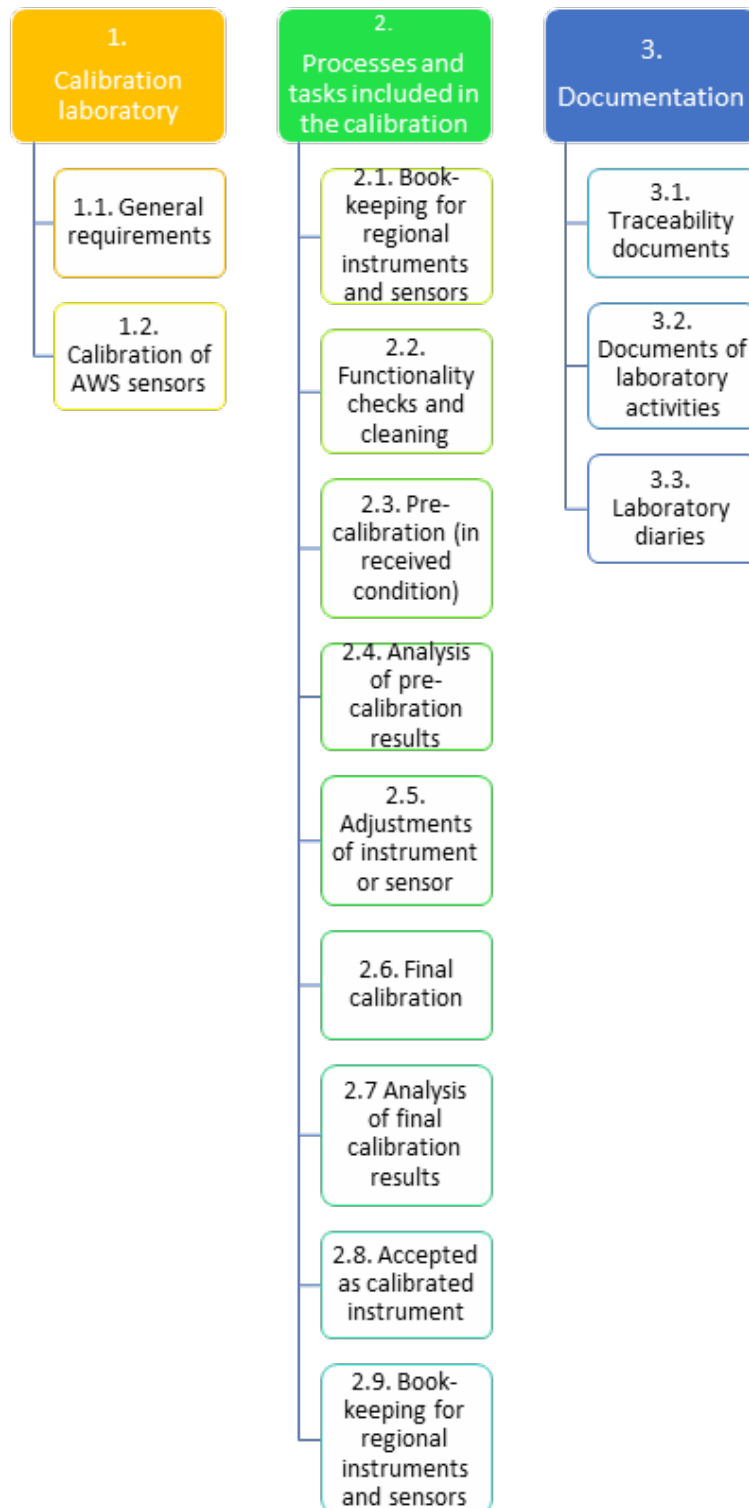 1.
Calibration
laboratory
1.1. General
requirements
1.2.
Calibration of
AWS sensors
2.
Processes and
tasks included in
the calibration
2.1. Book-
keeping for
regional
instruments
and sensors
2.2.
Functionality
checks and
cleaning
2.3. Pre-
calibration (in
received
condition)
2.4. Analysis
of pre-
calibration
results
2.5.
Adjustments
of instrument
or sensor
2.6. Final
calibration
2.7 Analysis
of final
calibration
results
2.8. Accepted
as calibrated
instrument
2.9. Book-
keeping for
regional
instruments
and sensors
3.
Documentation
3.1.
Traceability
documents
3.2.
Documents of
laboratory
activities
3.3.
Laboratory
diaries